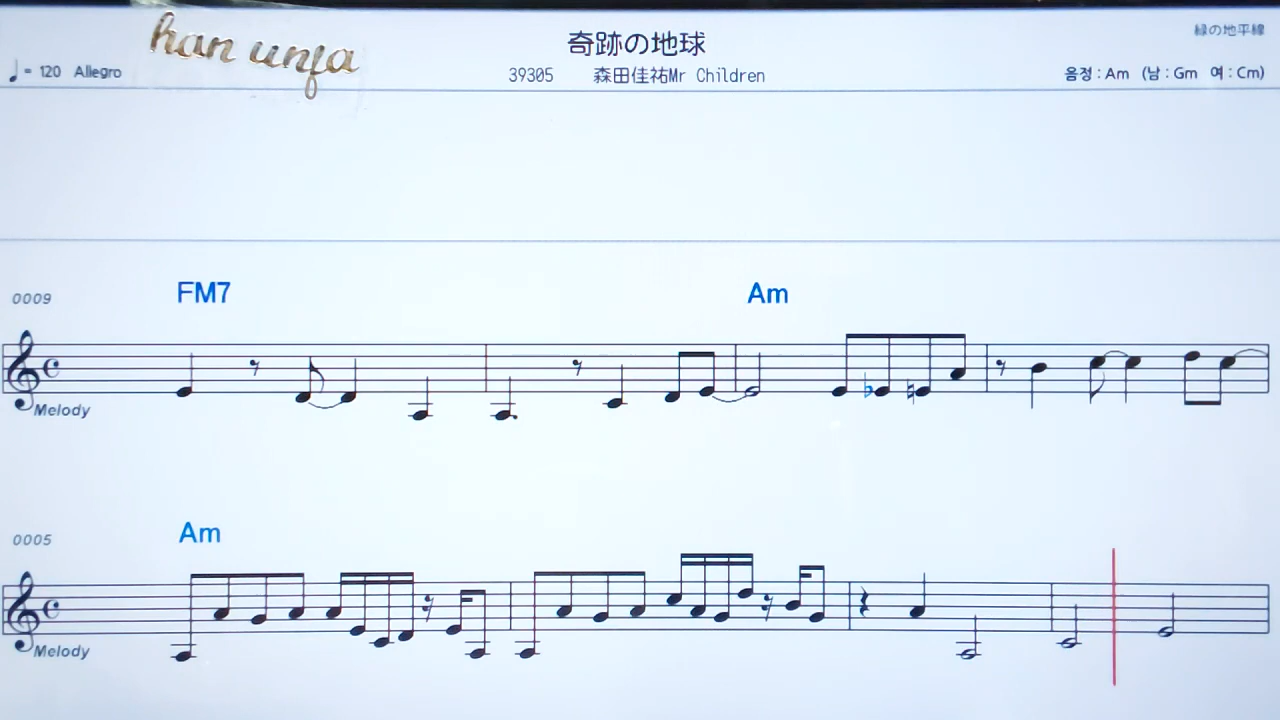 han unja
奇跡の地球
緑の地平線
♩= 120 Allegro
39305 森田佳祐Mr Children
음정 : Am (남 : Gm 여 : Cm)
0009
FM7 Am
Melody
0005
Am
Melody